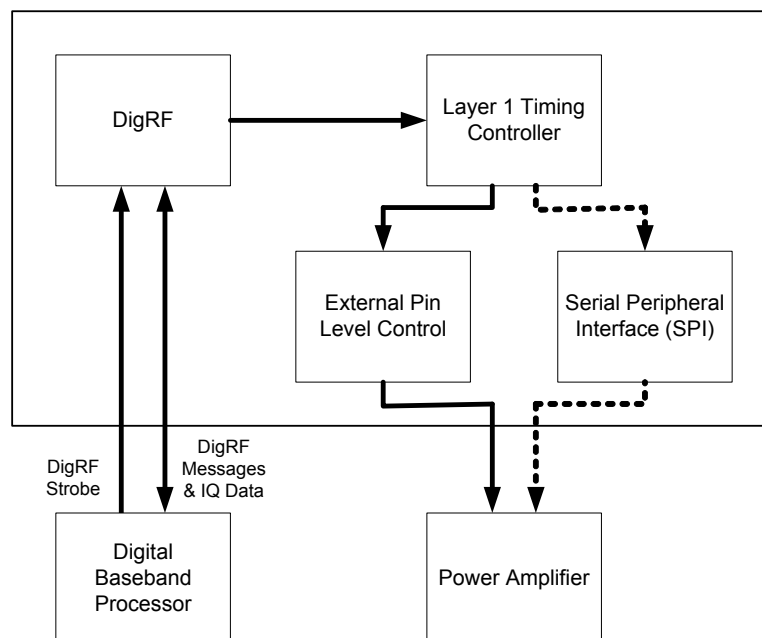 DigRF
Layer 1 Timing
Controller
External Pin
Level Control
Serial Peripheral
Interface (SPI)
DigRF
Strobe
DigRF
Messages
& IQ Data
Digital
Baseband
Processor
Power Amplifier